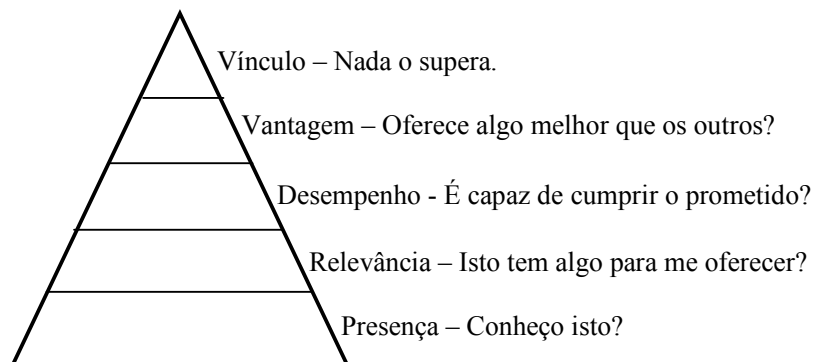 Vínculo – Nada o supera.
Vantagem – Oferece algo melhor que os outros?
Desempenho - É capaz de cumprir o prometido?
Relevância – Isto tem algo para me oferecer?
Presença – Conheço isto?